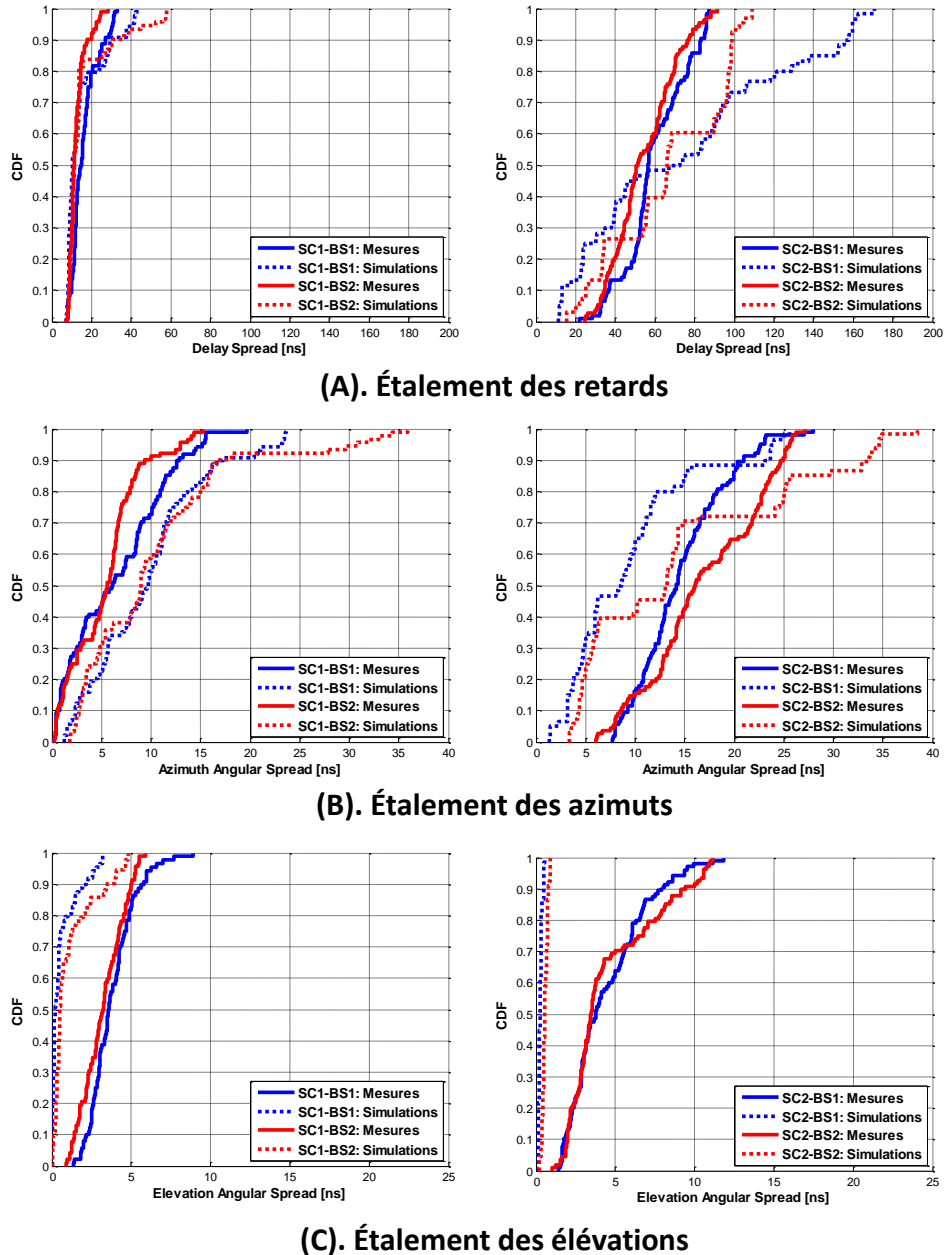 1
0.9
0.8
0.7
0.6
0.5
0.4
0.3
0.2
0.1
0
CDF
SC1-BS1: Mesures
SC1-BS1: Simulations
SC1-BS2: Mesures
SC1-BS2: Simulations
0 20 40 60 80 100 120 140 160 180 200
Delay Spread [ns]
1
0.9
0.8
0.7
0.6
0.5
0.4
0.3
0.2
0.1
0
CDF
SC2-BS1: Mesures
SC2-BS1: Simulations
SC2-BS2: Mesures
SC2-BS2: Simulations
0 20 40 60 80 100 120 140 160 180 200
Delay Spread [ns]
(A). Étalement des retards
1
0.9
0.8
0.7
0.6
0.5
0.4
0.3
0.2
0.1
0
CDF
SC1-BS1: Mesures
SC1-BS1: Simulations
SC1-BS2: Mesures
SC1-BS2: Simulations
0 5 10 15 20 25 30 35 40
Azimuth Angular Spread [ns]
1
0.9
0.8
0.7
0.6
0.5
0.4
0.3
0.2
0.1
0
CDF
SC2-BS1: Mesures
SC2-BS1: Simulations
SC2-BS2: Mesures
SC2-BS2: Simulations
0 5 10 15 20 25 30 35 40
Azimuth Angular Spread [ns]
(B). Étalement des azimuts
1
0.9
0.8
0.7
0.6
0.5
0.4
0.3
0.2
0.1
0
CDF
SC1-BS1: Mesures
SC1-BS1: Simulations
SC1-BS2: Mesures
SC1-BS2: Simulations
0 5 10 15 20 25
Elevation Angular Spread [ns]
1
0.9
0.8
0.7
0.6
0.5
0.4
0.3
0.2
0.1
0
CDF
SC2-BS1: Mesures
SC2-BS1: Simulations
SC2-BS2: Mesures
SC2-BS2: Simulations
0 5 10 15 20 25
Elevation Angular Spread [ns]
(C). Étalement des élévations